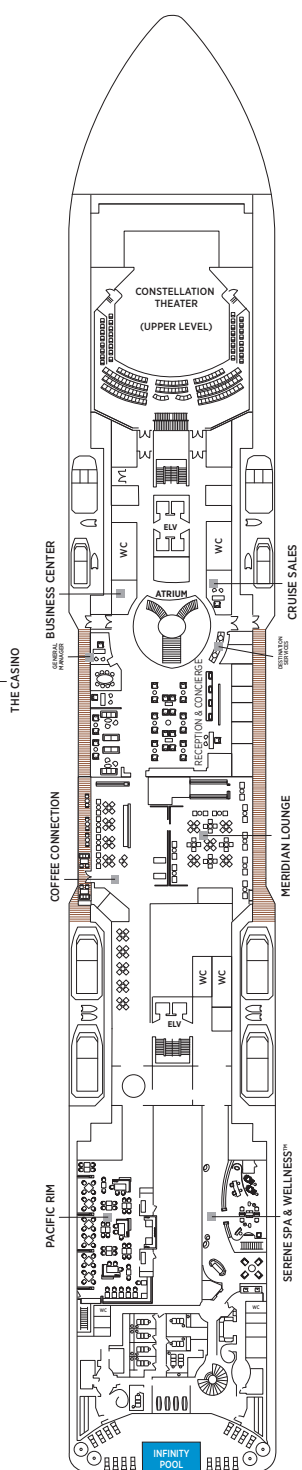 CONSTELLATION
THEATER
(UPPER LEVEL)
ELV
WC
WC
BUSINESS CENTER
CRUISE SALES
ATRIUM
THE CASINO
GENERAL
MANAGER
DESTINATION
SERVICES
RECEPTION & CONCIERGE
COFFEE CONNECTION
MERIDIAN LOUNGE
WC
WC
ELV
PACIFIC RIM
SERENE SPA & WELLNESS™
WC
WC
INFINITY
POOL